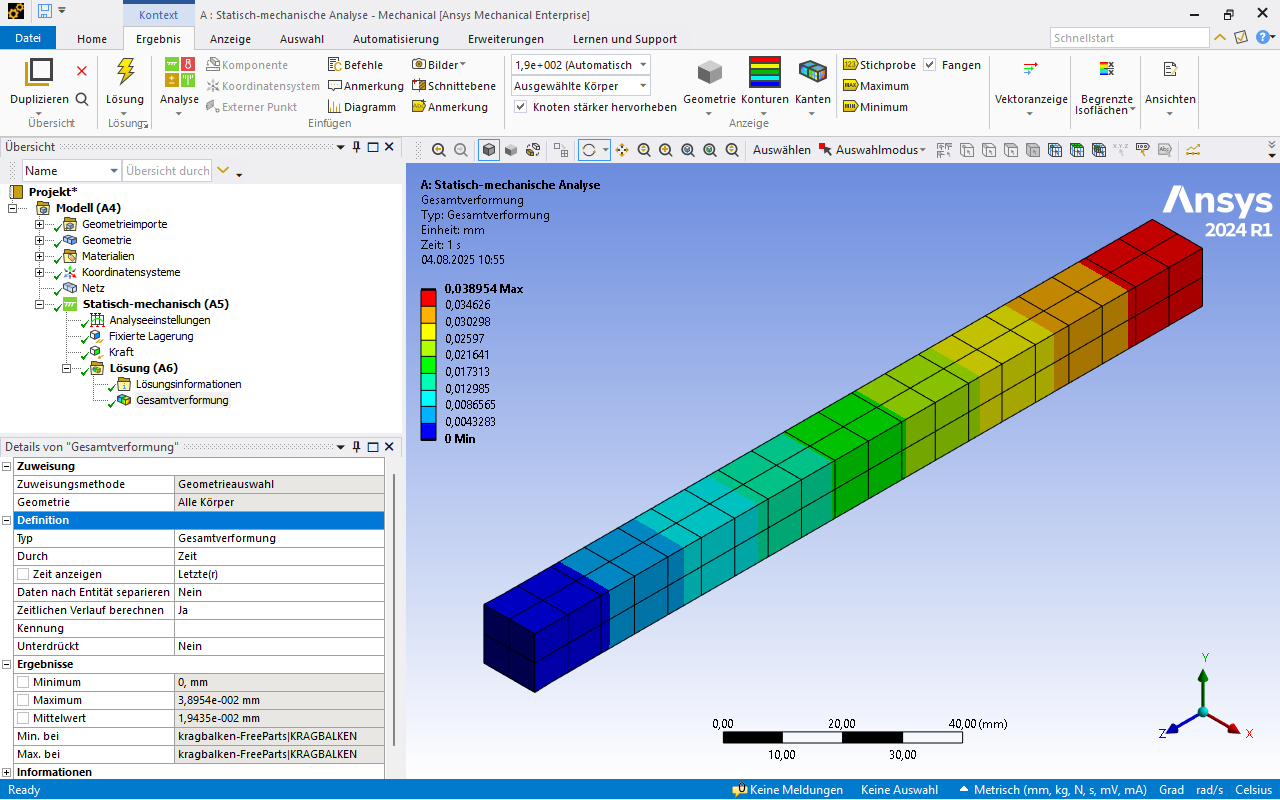 Kontext
A : Statisch-mechanische Analyse - Mechanical [Ansys Mechanical Enterprise]
Datei
Home
Ergebnis
Anzeige
Auswahl
Automatisierung
Erweiterungen
Lernen und Support
Schnellstart
Duplizieren
Übersicht
Lösung
Lösung
Analyse
Komponente
Koordinatensystem
Externer Punkt
Befehle
Anmerkung
Diagramm
Bilder
Schnittebene
Anmerkung
Einfügen
1,9e+002 (Automatisch
Ausgewählte Körper
Knoten stärker hervorheben
Geometrie
Konturen
Kanten
Anzeige
Stichprobe
Fangen
Maximum
Minimum
Vektoranzeige
Begrenzte
Isoflächen
Ansichten
Übersicht
Name
Übersicht durch
Projekt*
Modell (A4)
Geometrieimporte
Geometrie
Materialien
Koordinatensysteme
Netz
Statisch-mechanisch (A5)
Analyseeinstellungen
Fixierte Lagerung
Kraft
Lösung (A6)
Lösungsinformationen
Gesamtverformung
Details von "Gesamtverformung"
Zuweisung
Zuweisungsmethode Geometrieauswahl
Geometrie Alle Körper
Definition
Typ Gesamtverformung
Durch Zeit
Zeit anzeigen Letzte(r)
Daten nach Entität separieren Nein
Zeitlichen Verlauf berechnen Ja
Kennung
Unterdrückt Nein
Ergebnisse
Minimum 0, mm
Maximum 3,8954e-002 mm
Mittelwert 1,9435e-002 mm
Min. bei kragbalken-FreeParts|KRAGBALKEN
Max. bei kragbalken-FreeParts|KRAGBALKEN
Informationen
Auswählen
Auswahlmodus
A: Statisch-mechanische Analyse
Gesamtverformung
Typ: Gesamtverformung
Einheit: mm
Zeit: 1 s
04.08.2025 10:55
0,038954 Max
0,034626
0,030298
0,02597
0,021641
0,017313
0,012985
0,0086565
0,0043283
0 Min
Ansys
2024 R1
0,00 20,00 40,00 (mm)
10,00 30,00
Y
Z
X
Ready
Keine Meldungen
Keine Auswahl
Metrisch (mm, kg, N, s, mV, mA)
Grad
rad/s
Celsius